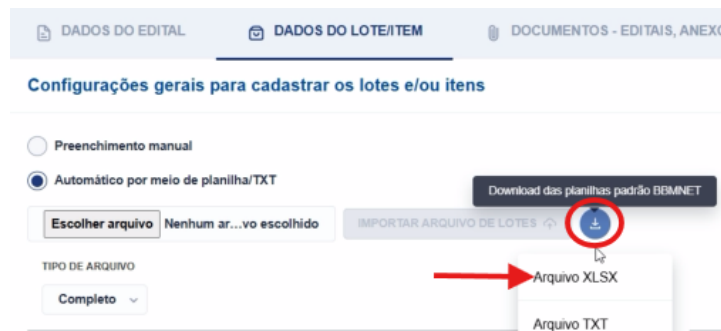 DADOS DO EDITAL DADOS DO LOTE/ITEM DOCUMENTOS - EDITAIS, ANEXO
Configurações gerais para cadastrar os lotes e/ou itens
Preenchimento manual
Automático por meio de planilha/TXT
Download das planilhas padrão BBMNET
Escolher arquivo Nenhum ar...vo escolhido IMPORTAR ARQUIVO DE LOTES
TIPO DE ARQUIVO
Arquivo XLSX
Completo
Arquivo TXT